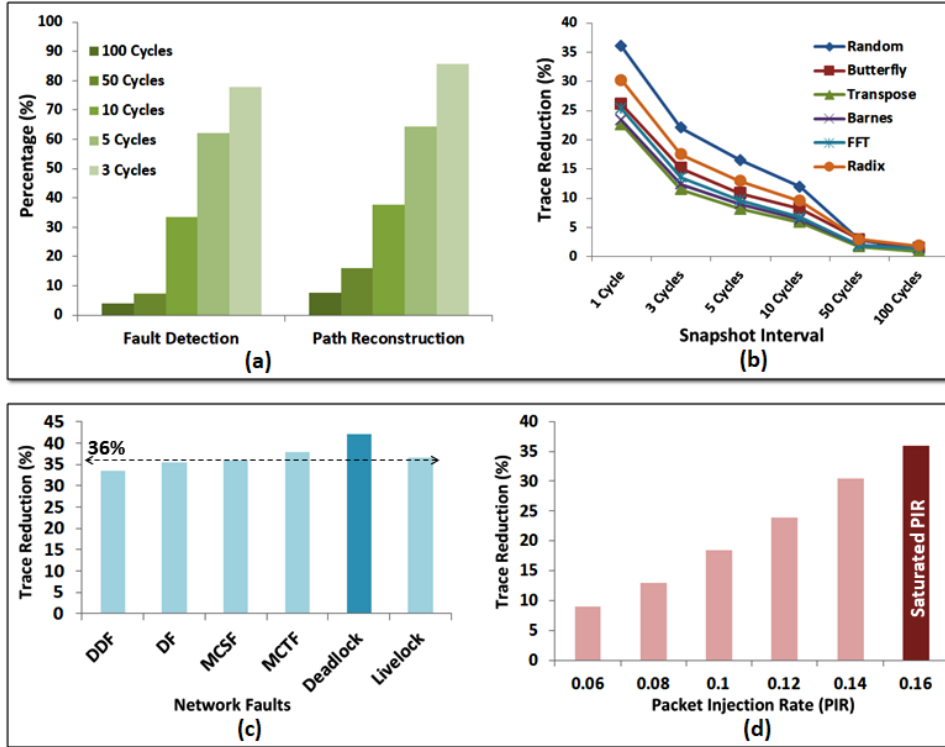 100
90
80
70
60
50
40
30
20
10
0
Percentage (%)
100 Cycles
50 Cycles
10 Cycles
5 Cycles
3 Cycles
Fault Detection
Path Reconstruction
(a)
40
35
30
25
20
15
10
5
0
Trace Reduction (%)
Random
Butterfly
Transpose
Barnes
FFT
Radix
1 Cycle
3 Cycles
5 Cycles
10 Cycles
50 Cycles
100 Cycles
Snapshot Interval
(b)
45
40
35
30
25
20
15
10
5
0
Trace Reduction (%)
36%
DDF
DF
MCSF
MCTF
Deadlock
Livelock
Network Faults
(c)
40
35
30
25
20
15
10
5
0
Trace Reduction (%)
Saturated PIR
0.06
0.08
0.1
0.12
0.14
0.16
Packet Injection Rate (PIR)
(d)